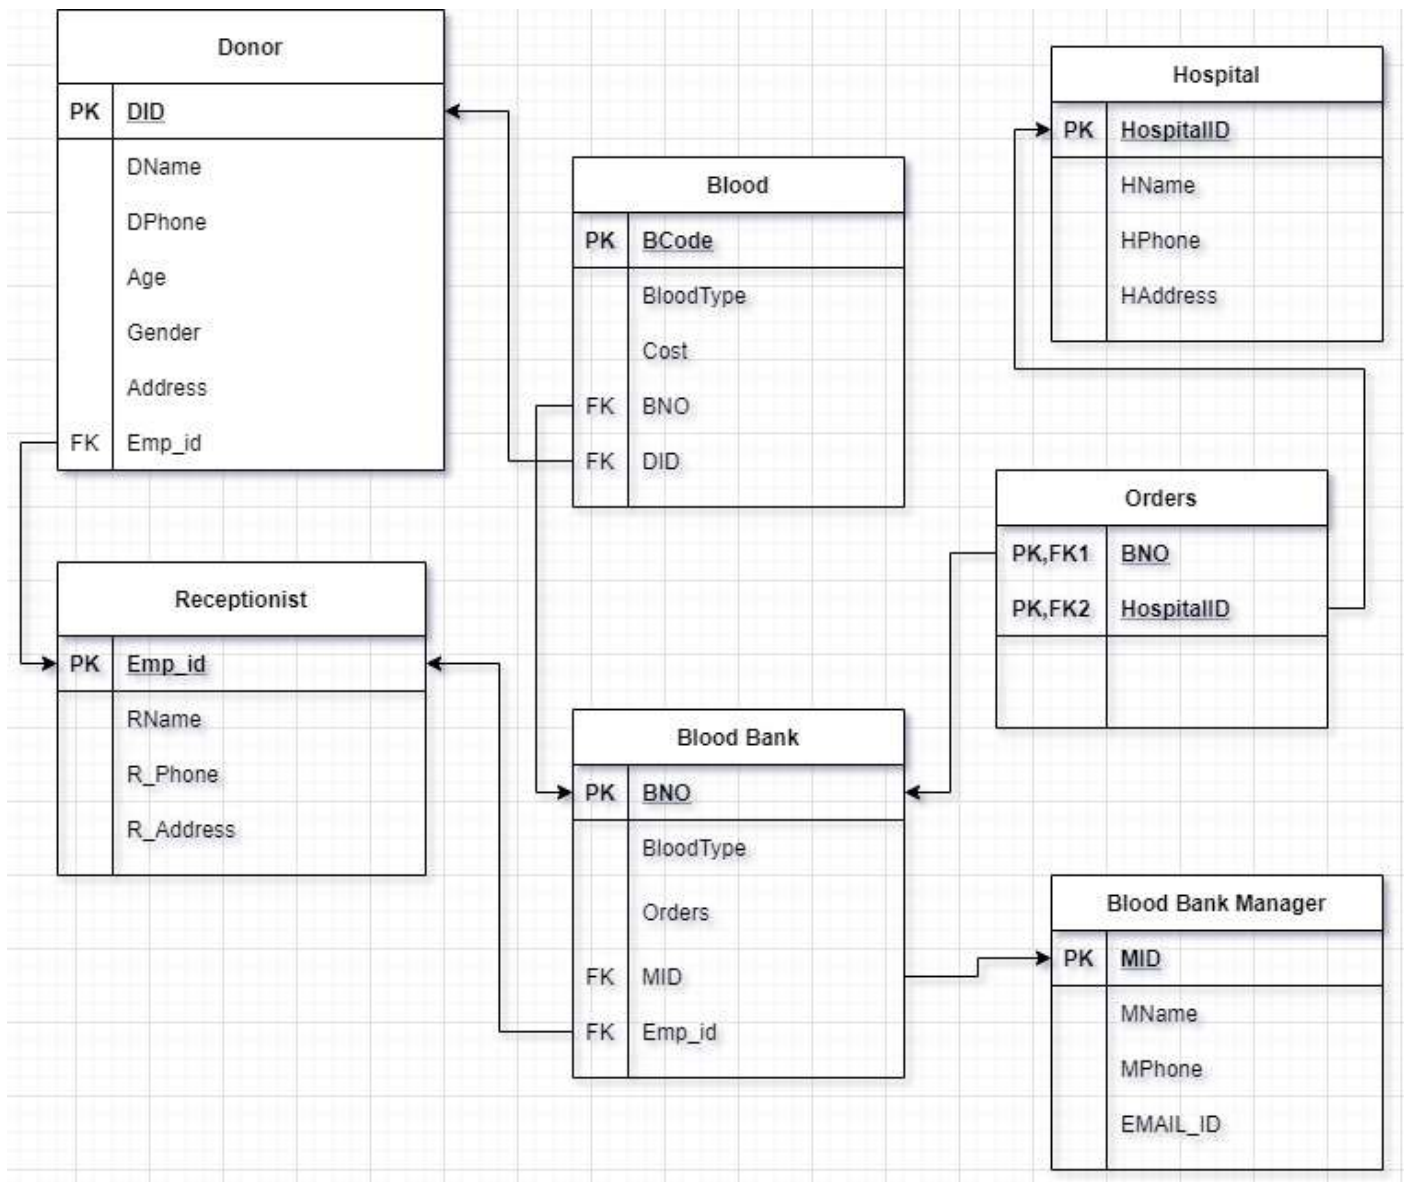 Donor
PK DID
DName
DPhone
Age
Gender
Address
FK Emp_id
Blood
PK BCode
BloodType
Cost
FK BNO
FK DID
Hospital
PK HospitalID
HName
HPhone
HAddress
Orders
PK,FK1 BNO
PK,FK2 HospitalID
Receptionist
PK Emp_id
RName
R_Phone
R_Address
Blood Bank
PK BNO
BloodType
Orders
FK MID
FK Emp_id
Blood Bank Manager
PK MID
MName
MPhone
EMAIL_ID